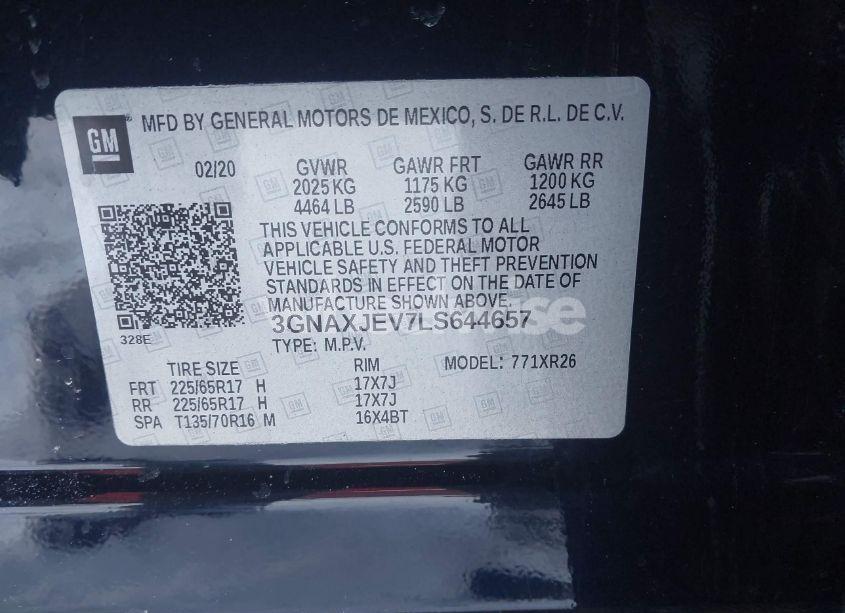 GM
MFD BY GENERAL MOTORS DE MEXICO, S. DE R.L. DE C.V.
02/20 GVWR GAWR FRT GAWR RR
2025 KG 1175 KG 1200 KG
4464 LB 2590 LB 2645 LB
THIS VEHICLE CONFORMS TO ALL
APPLICABLE U.S. FEDERAL MOTOR
VEHICLE SAFETY AND THEFT PREVENTION
STANDARDS IN EFFECT ON THE DATE OF
MANUFACTURE SHOWN ABOVE.
3GNAXJEV7LS644657
328E
TYPE: M.P.V. MODEL: 771XR26
TIRE SIZE RIM
FRT 225/65R17 H 17X7J
RR 225/65R17 H 17X7J
SPA T135/70R16 M 16X4BT